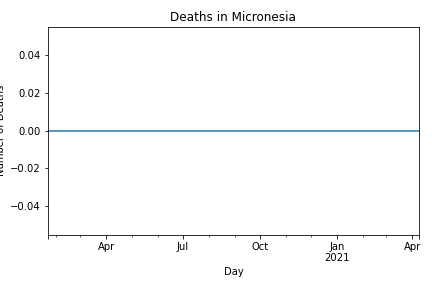 Deaths in Micronesia
Number of Deaths
0.04
0.02
0.00
−0.02
−0.04
Apr
Jul
Oct
Jan
2021
Apr
Day